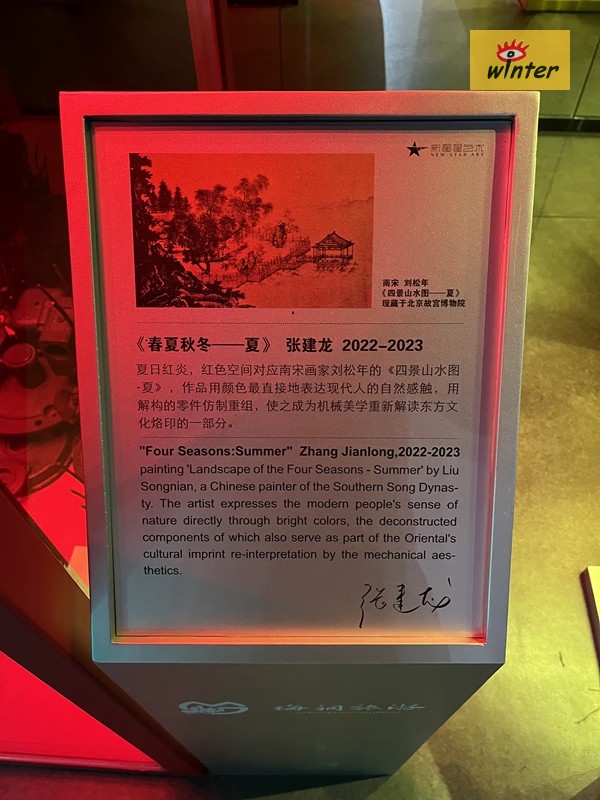 winter
新星星艺术
NEW STAR ART
南宋 刘松年
《四景山水图——夏》
现藏于北京故宫博物院
《春夏秋冬——夏》 张建龙 2022-2023
夏日红炎，红色空间对应南宋画家刘松年的《四景山水图
-夏》，作品用颜色最直接地表达现代人的自然感触，用
解构的零件仿制重组，使之成为机械美学重新解读东方文
化烙印的一部分。
"Four Seasons:Summer" Zhang Jianlong,2022-2023
painting 'Landscape of the Four Seasons - Summer' by Liu
Songnian, a Chinese painter of the Southern Song Dynas-
ty. The artist expresses the modern people's sense of
nature directly through bright colors, the deconstructed
components of which also serve as part of the Oriental's
cultural imprint re-interpretation by the mechanical aes-
thetics.
张建龙